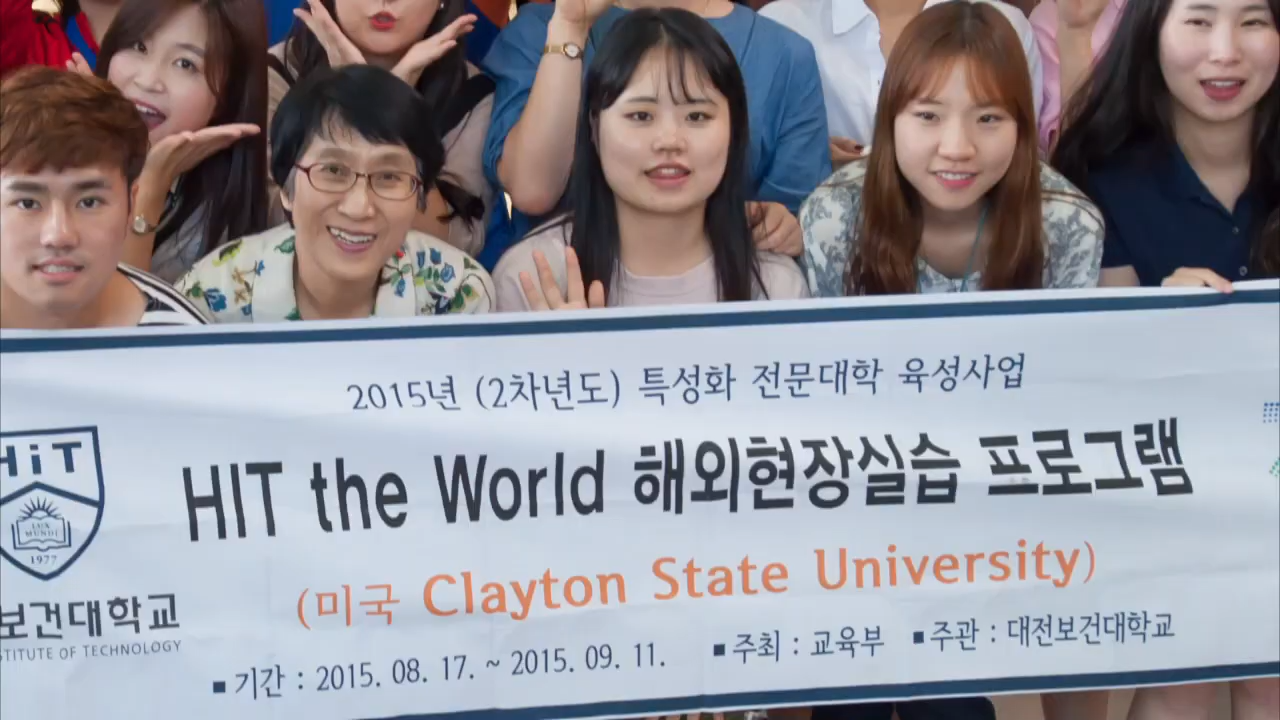 2015년 (2차년도) 특성화 전문대학 육성사업
HiT
LUX
MUNDI
1977
HIT the World 해외현장실습 프로그램
(미국 Clayton State University)
보건대학교
STITUTE OF TECHNOLOGY
■ 기간 : 2015. 08. 17. ~ 2015. 09. 11. ■ 주최 : 교육부 ■ 주관 : 대전보건대학교